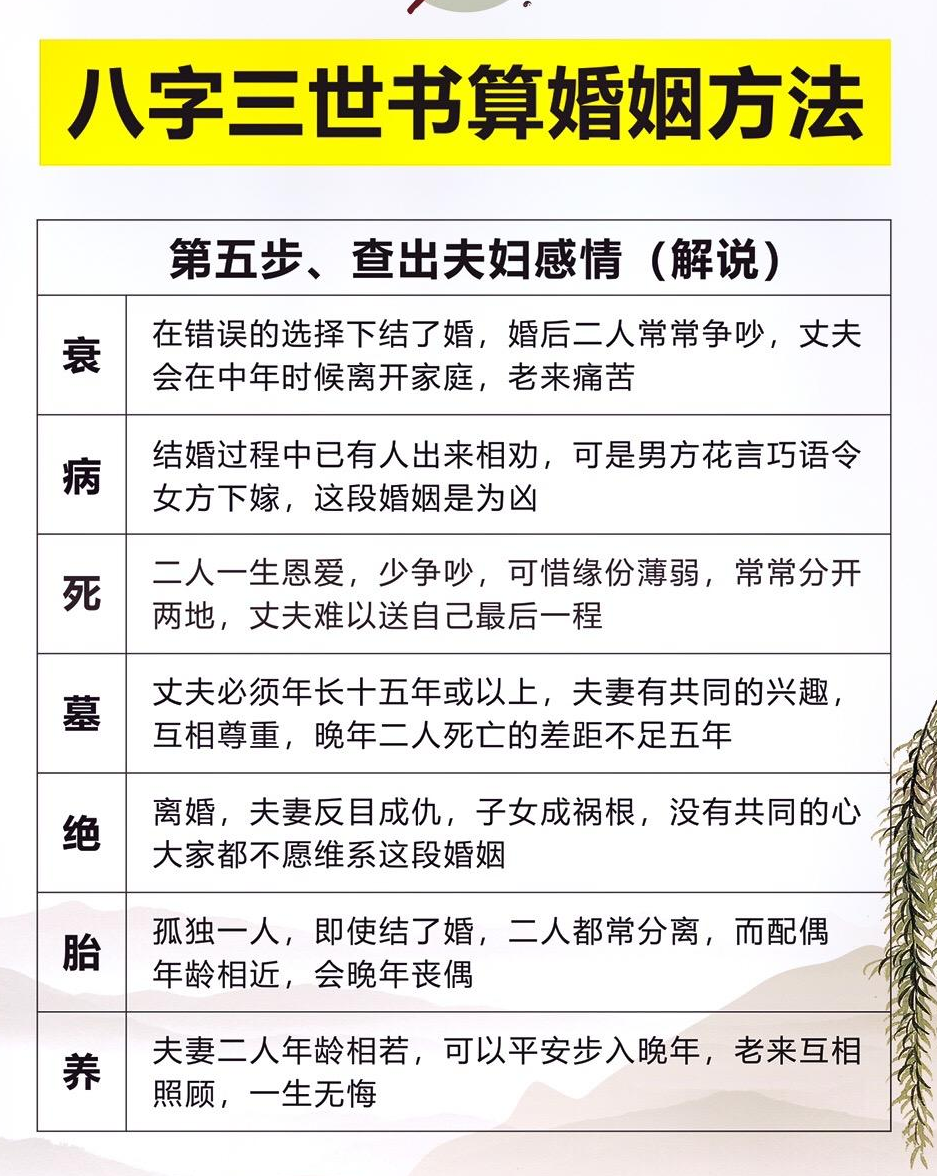 八字三世书算婚姻方法
第五步、查出夫妇感情（解说）
衰
在错误的选择下结了婚，婚后二人常常争吵，丈夫
会在中年时候离开家庭，老来痛苦
病
结婚过程中已有人出来相劝，可是男方花言巧语令
女方下嫁，这段婚姻是为凶
死
二人一生恩爱，少争吵，可惜缘份薄弱，常常分开
两地，丈夫难以送自己最后一程
墓
丈夫必须年长十五年或以上，夫妻有共同的兴趣，
互相尊重，晚年二人死亡的差距不足五年
绝
离婚，夫妻反目成仇，子女成祸根，没有共同的心
大家都不愿维系这段婚姻
胎
孤独一人，即使结了婚，二人都常分离，而配偶
年龄相近，会晚年丧偶
养
夫妻二人年龄相若，可以平安步入晚年，老来互相
照顾，一生无悔